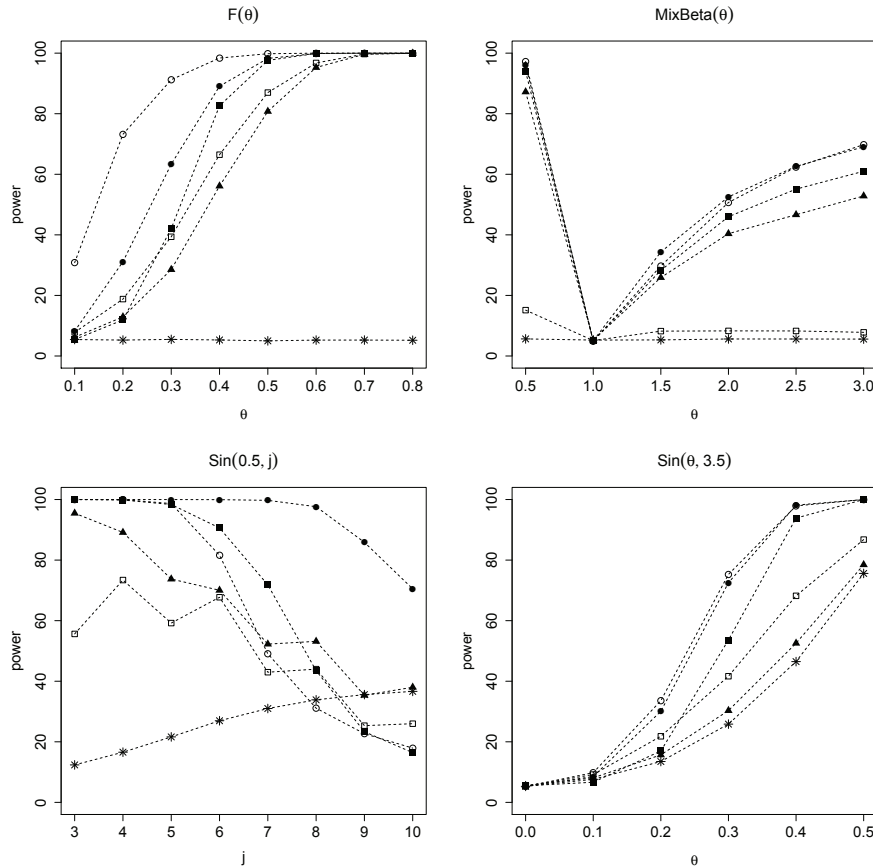 F(θ)
power
0 20 40 60 80 100
0.1 0.2 0.3 0.4 0.5 0.6 0.7 0.8
θ
MixBeta(θ)
power
0 20 40 60 80 100
0.5 1.0 1.5 2.0 2.5 3.0
θ
Sin(0.5, j)
power
0 20 40 60 80 100
3 4 5 6 7 8 9 10
j
Sin(θ, 3.5)
power
0 20 40 60 80 100
0.0 0.1 0.2 0.3 0.4 0.5
θ